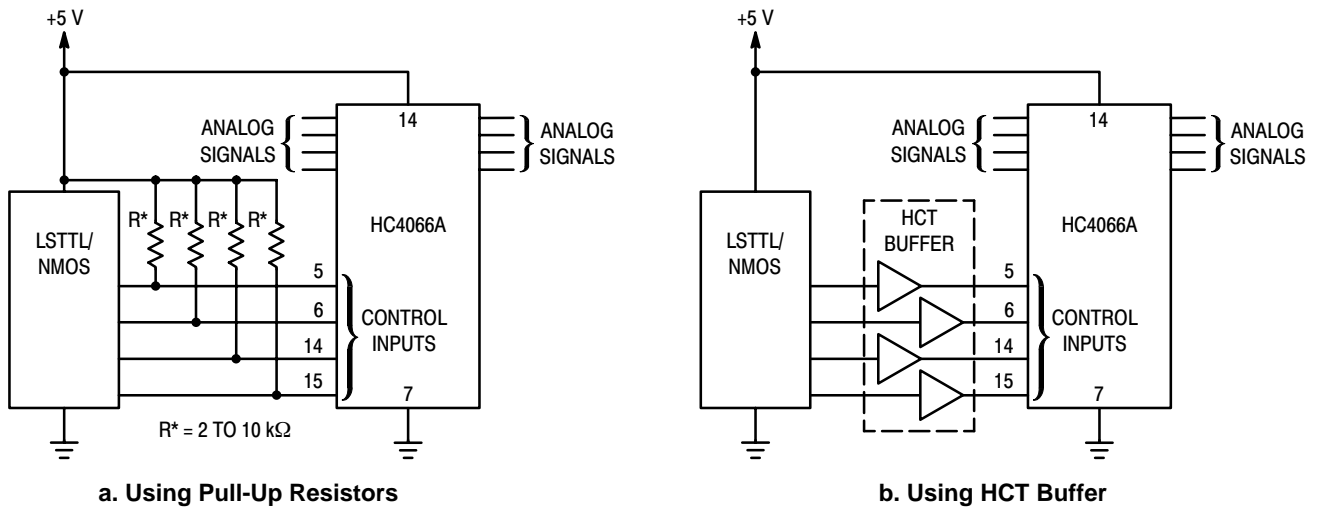 +5 V
ANALOG
SIGNALS
14
ANALOG
SIGNALS
R* R* R* R*
LSTTL/
NMOS
HC4066A
5
6
14
15
CONTROL
INPUTS
7
R* = 2 TO 10 kΩ
a. Using Pull-Up Resistors
+5 V
ANALOG
SIGNALS
14
ANALOG
SIGNALS
LSTTL/
NMOS
HCT
BUFFER
HC4066A
5
6
14
15
CONTROL
INPUTS
7
b. Using HCT Buffer